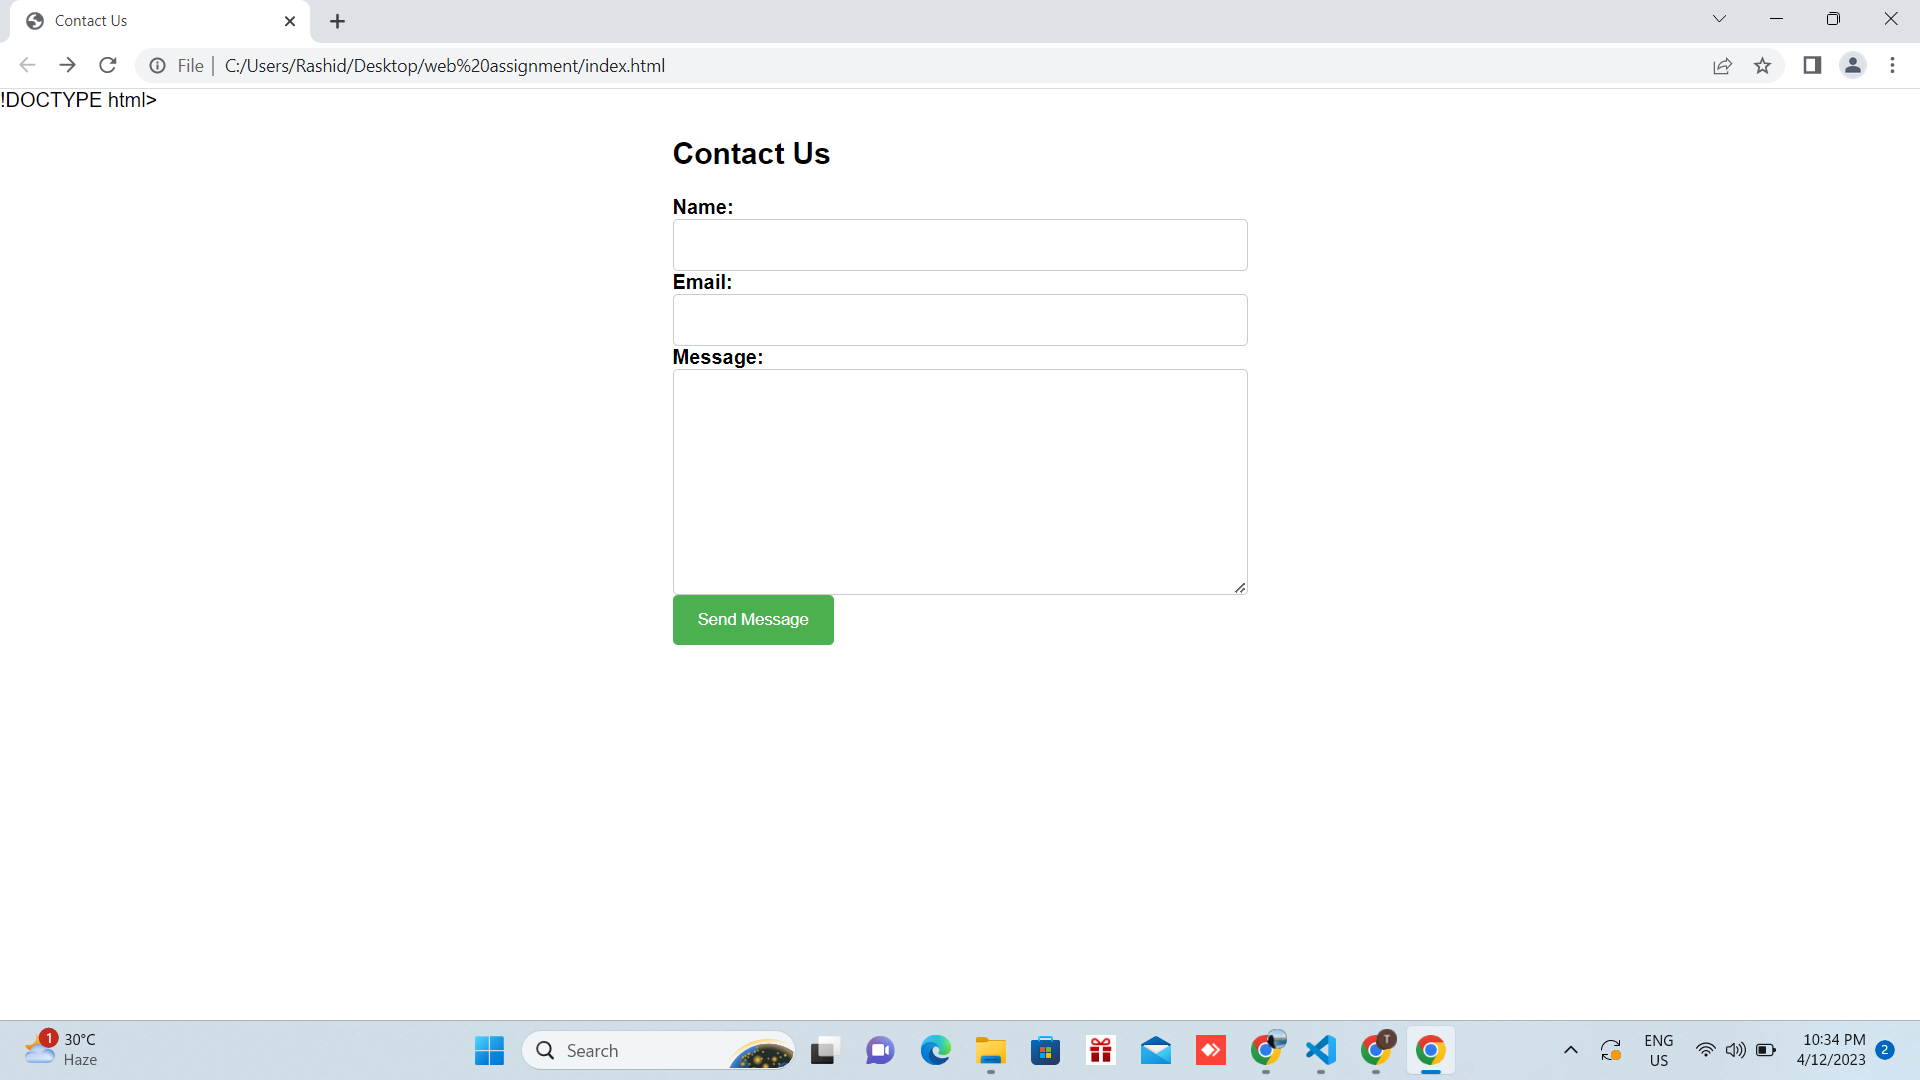 Contact Us
File | C:/Users/Rashid/Desktop/web%20assignment/index.html
!DOCTYPE html>
Contact Us
Name:
Email:
Message:
Send Message
1
30°C
Haze
Search
T
ENG
US
10:34 PM
4/12/2023
2